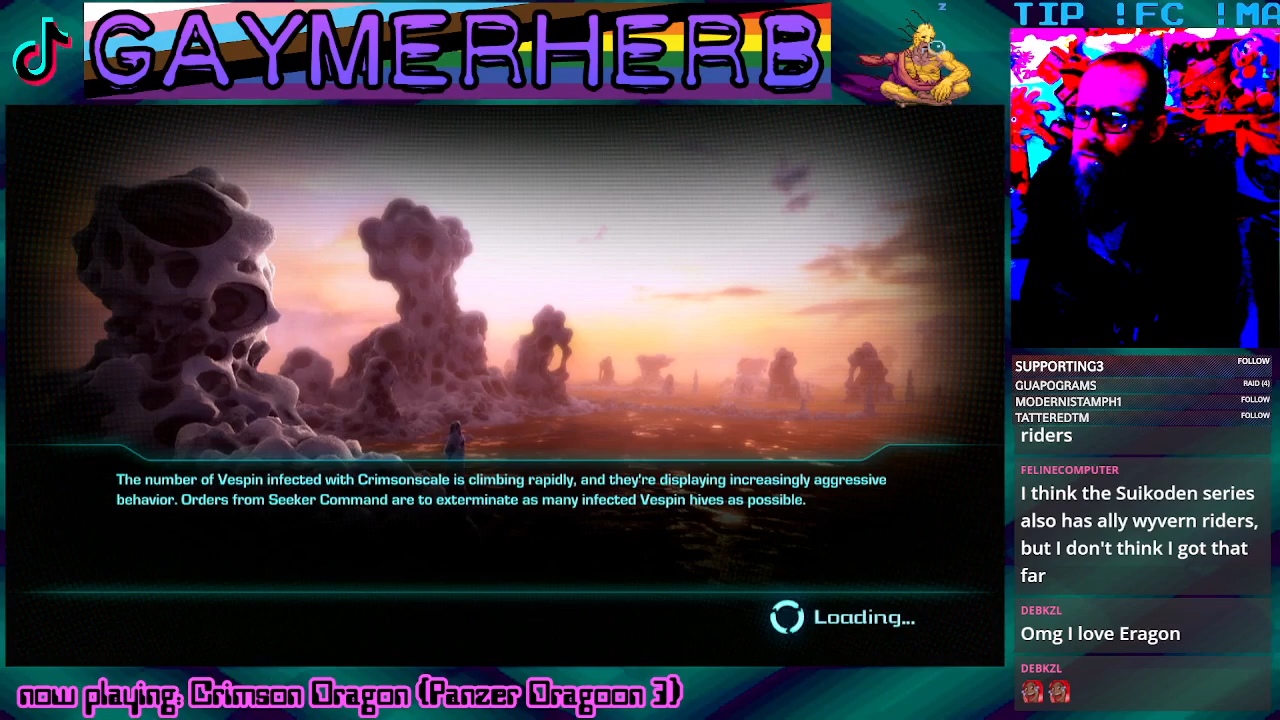 GAYMERHERB
z
TIP !FC !MA
The number of Vespin infected with Crimsonscale is climbing rapidly, and they're displaying increasingly aggressive
behavior. Orders from Seeker Command are to exterminate as many infected Vespin hives as possible.
Loading...
now playing: Crimson Dragon (Panzer Dragoon 3)
SUPPORTING3 FOLLOW
GUAPOGRAMS RAID (4)
MODERNISTAMPH1 FOLLOW
TATTEREDTM FOLLOW
riders
FELINECOMPUTER
I think the Suikoden series
also has ally wyvern riders,
but I don't think I got that
far
DEBKZL
Omg I love Eragon
DEBKZL